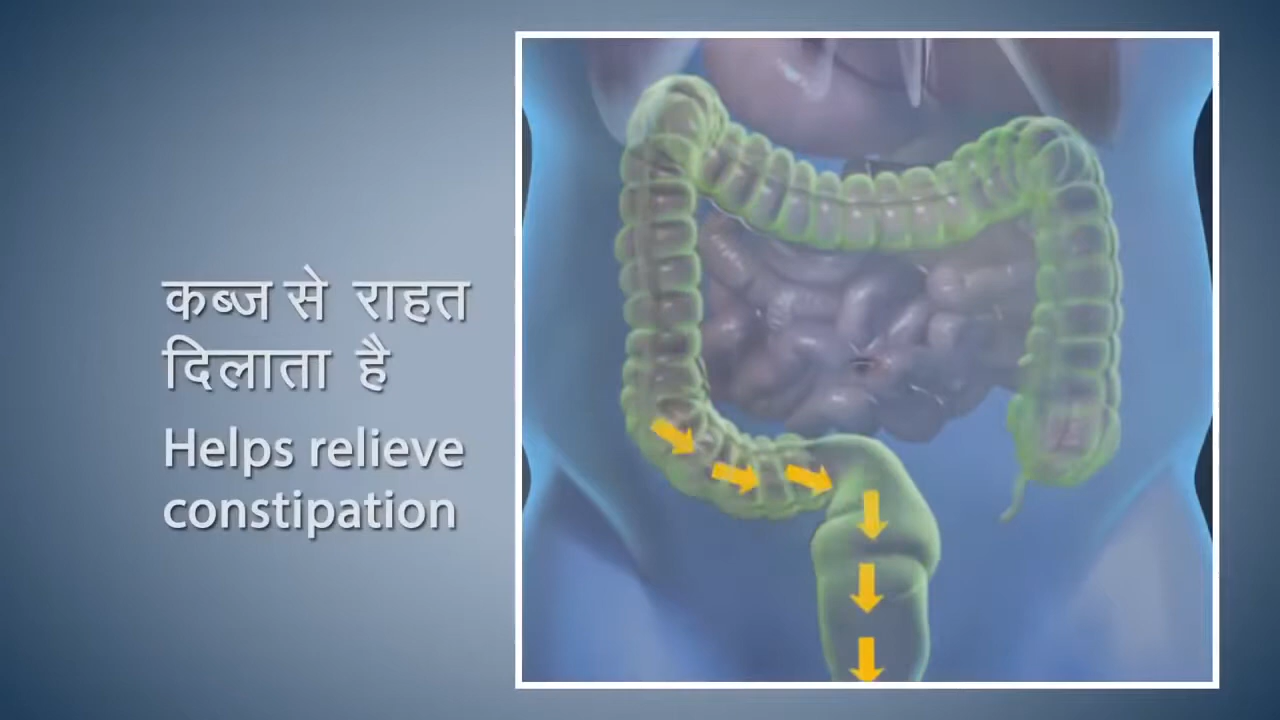 कब्ज से राहत
दिलाता है
Helps relieve
constipation